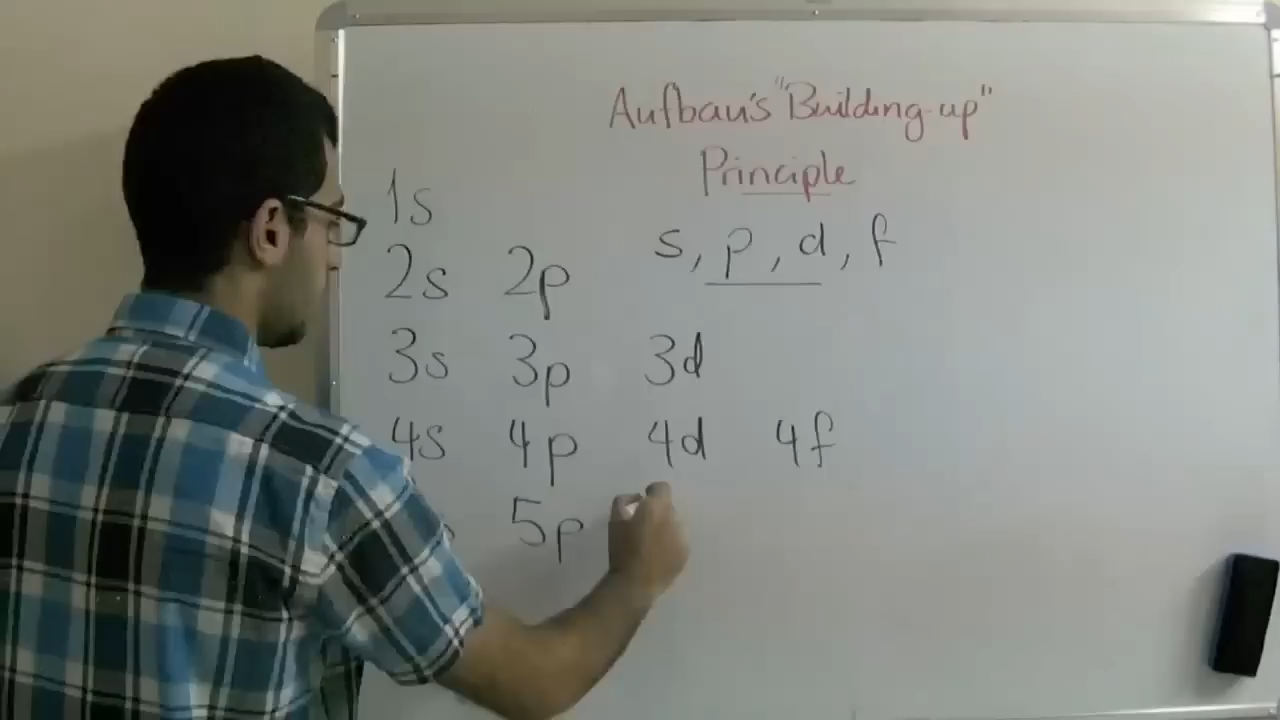 Aufbau's "Building-up"
Principle
s, p, d, f
1s
2s 2p
3s 3p 3d
4s 4p 4d 4f
5p